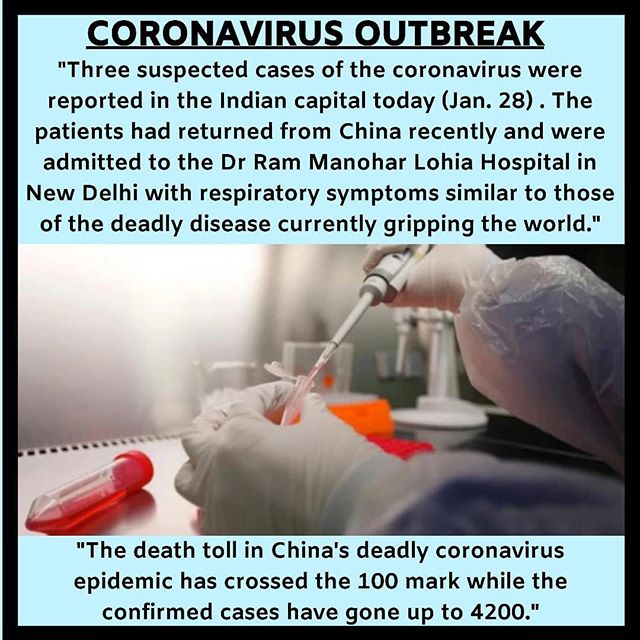 CORONAVIRUS OUTBREAK
"Three suspected cases of the coronavirus were
reported in the Indian capital today (Jan. 28) . The
patients had returned from China recently and were
admitted to the Dr Ram Manohar Lohia Hospital in
New Delhi with respiratory symptoms similar to those
of the deadly disease currently gripping the world."
"The death toll in China's deadly coronavirus
epidemic has crossed the 100 mark while the
confirmed cases have gone up to 4200."